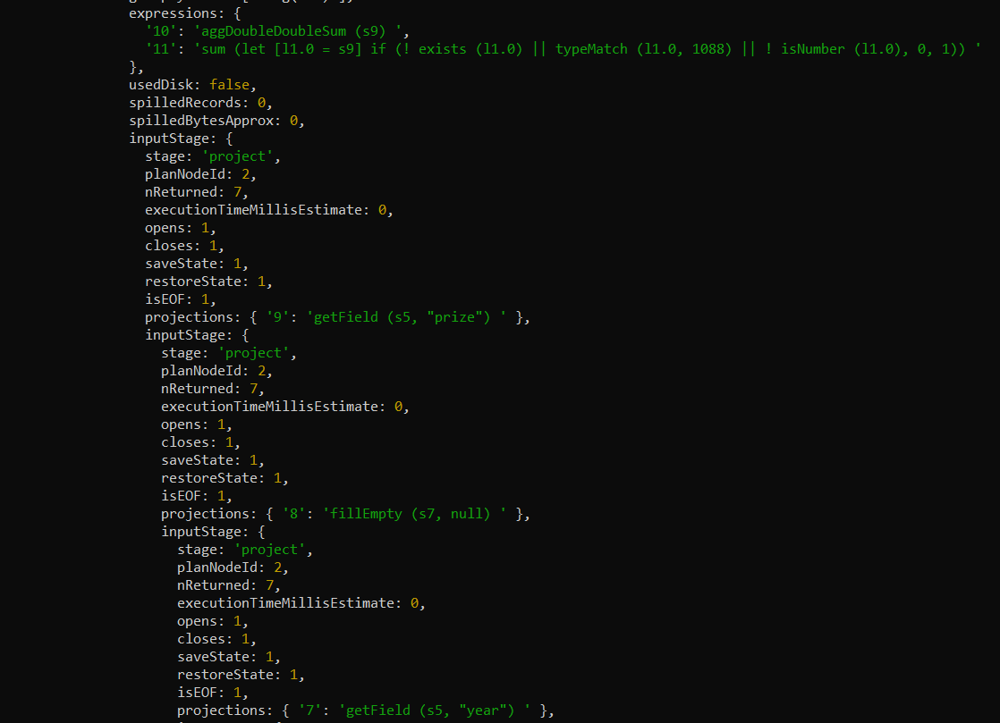 expressions: {
'10': 'aggDoubleDoubleSum (s9) ',
'11': 'sum (let [l1.0 = s9] if (! exists (l1.0) || typeMatch (l1.0, 1088) || ! isNumber (l1.0), 0, 1)) '
},
usedDisk: false,
spilledRecords: 0,
spilledBytesApprox: 0,
inputStage: {
stage: 'project',
planNodeId: 2,
nReturned: 7,
executionTimeMillisEstimate: 0,
opens: 1,
closes: 1,
saveState: 1,
restoreState: 1,
isEOF: 1,
projections: { '9': 'getField (s5, "prize") ' },
inputStage: {
stage: 'project',
planNodeId: 2,
nReturned: 7,
executionTimeMillisEstimate: 0,
opens: 1,
closes: 1,
saveState: 1,
restoreState: 1,
isEOF: 1,
projections: { '8': 'fillEmpty (s7, null) ' },
inputStage: {
stage: 'project',
planNodeId: 2,
nReturned: 7,
executionTimeMillisEstimate: 0,
opens: 1,
closes: 1,
saveState: 1,
restoreState: 1,
isEOF: 1,
projections: { '7': 'getField (s5, "year") ' },